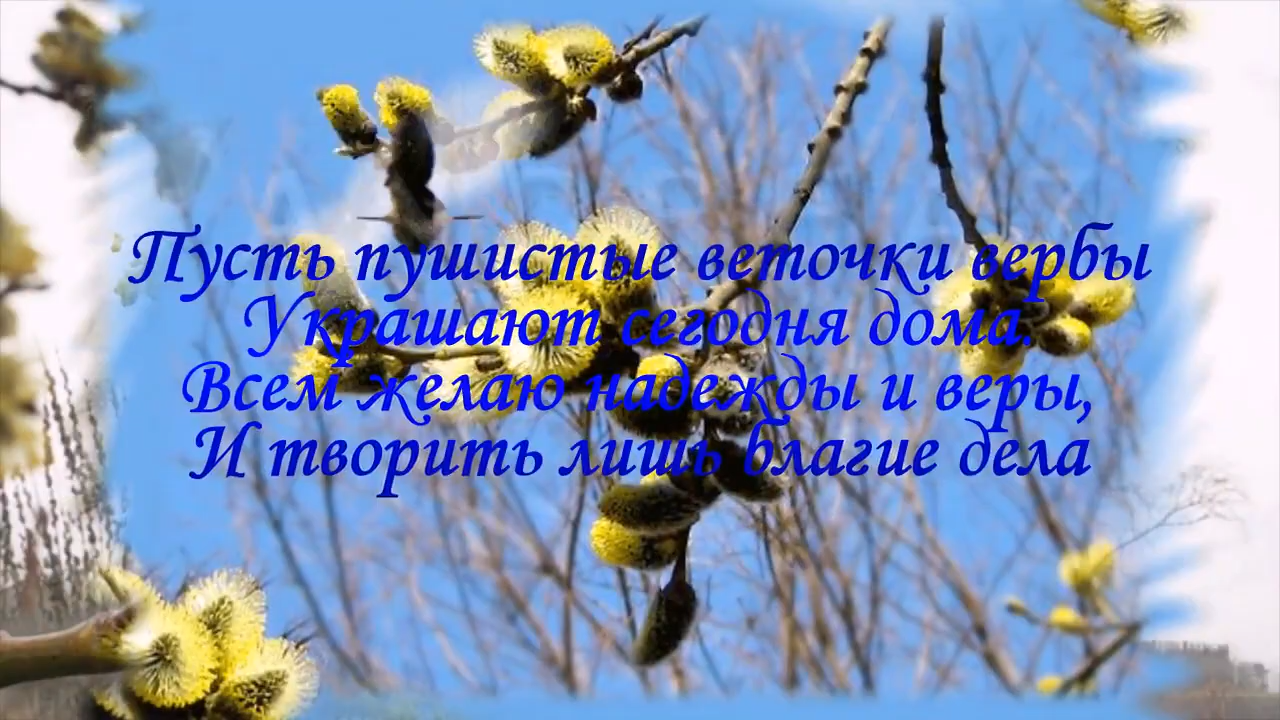 Пусть пушистые веточки вербы
Украшают сегодня дома.
Всем желаю надежды и веры,
И творить лишь благие дела